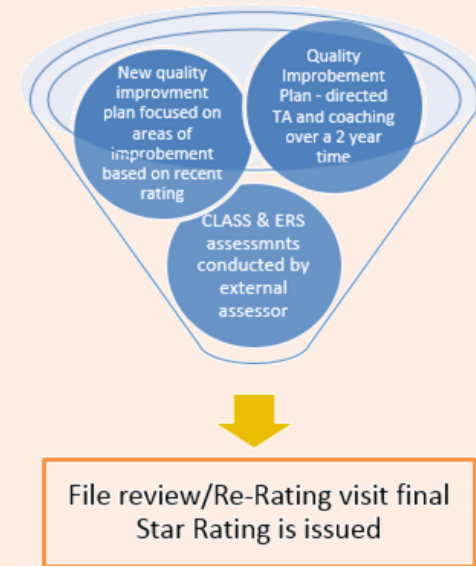 New quality
improvment
plan focused on
areas of
improbement
based on recent
rating
Quality
Improbement
Plan - directed
TA and coaching
over a 2 year
time
CLASS & ERS
assessmnts
conducted by
external
assessor
File review/Re-Rating visit final
Star Rating is issued